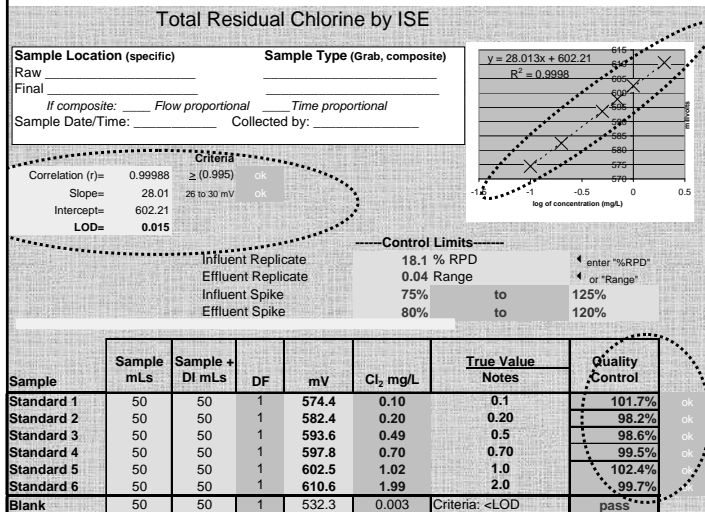 Total Residual Chlorine by ISE
Sample Location (specific) Sample Type (Grab, composite)
Raw ____________________ ____________________
Final ____________________ ____________________
If composite: ____ Flow proportional ____ Time proportional
Sample Date/Time: ___________ Collected by: ______________
y = 28.013x + 602.21
R² = 0.9998
615
610
605
600
595
590
585
580
575
570
-1.5 -1 -0.5 0 0.5
log of concentration (mg/L)
millivolts
Criteria
Correlation (r)= 0.99988 ≥ (0.995) ok
Slope= 28.01 26 to 30 mV ok
Intercept= 602.21
LOD= 0.015
------Control Limits-------
Influent Replicate 18.1 % RPD enter "%RPD"
Effluent Replicate 0.04 Range or "Range"
Influent Spike 75% to 125%
Effluent Spike 80% to 120%
Sample Sample mLs Sample + DI mLs DF mV Cl₂ mg/L True Value Notes Quality Control
Standard 1 50 50 1 574.4 0.10 0.1 101.7% ok
Standard 2 50 50 1 582.4 0.20 0.20 98.2% ok
Standard 3 50 50 1 593.6 0.49 0.5 98.6% ok
Standard 4 50 50 1 597.8 0.70 0.70 99.5% ok
Standard 5 50 50 1 602.5 1.02 1.0 102.4% ok
Standard 6 50 50 1 610.6 1.99 2.0 99.7% ok
Blank 50 50 1 532.3 0.003 Criteria: <LOD pass